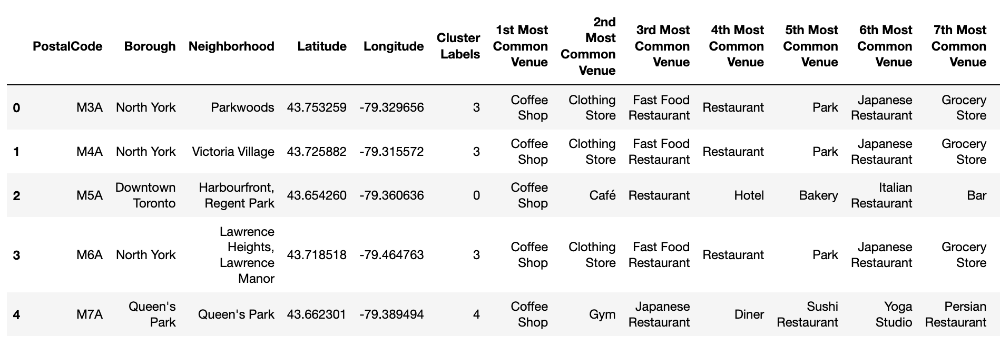 PostalCode Borough Neighborhood Latitude Longitude Cluster Labels 1st Most Common Venue 2nd Most Common Venue 3rd Most Common Venue 4th Most Common Venue 5th Most Common Venue 6th Most Common Venue 7th Most Common Venue
0 M3A North York Parkwoods 43.753259 -79.329656 3 Coffee Shop Clothing Store Fast Food Restaurant Restaurant Park Japanese Restaurant Grocery Store
1 M4A North York Victoria Village 43.725882 -79.315572 3 Coffee Shop Clothing Store Fast Food Restaurant Restaurant Park Japanese Restaurant Grocery Store
2 M5A Downtown Toronto Harbourfront, Regent Park 43.654260 -79.360636 0 Coffee Shop Café Restaurant Hotel Bakery Italian Restaurant Bar
3 M6A North York Lawrence Heights, Lawrence Manor 43.718518 -79.464763 3 Coffee Shop Clothing Store Fast Food Restaurant Restaurant Park Japanese Restaurant Grocery Store
4 M7A Queen's Park Queen's Park 43.662301 -79.389494 4 Coffee Shop Gym Japanese Restaurant Diner Sushi Restaurant Yoga Studio Persian Restaurant